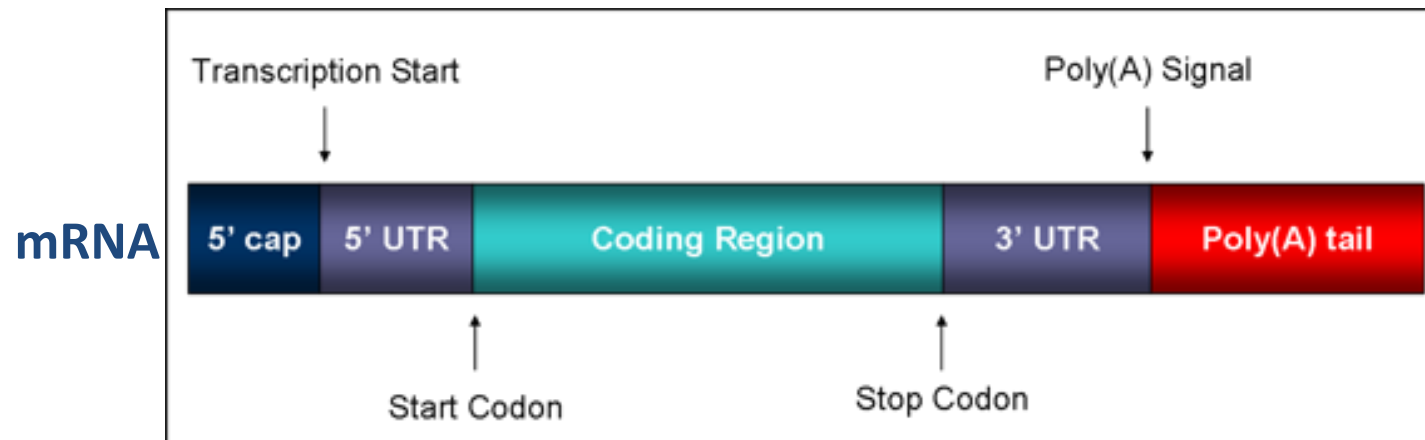 Transcription Start
Poly(A) Signal
mRNA
5’ cap
5’ UTR
Coding Region
3’ UTR
Poly(A) tail
Start Codon
Stop Codon